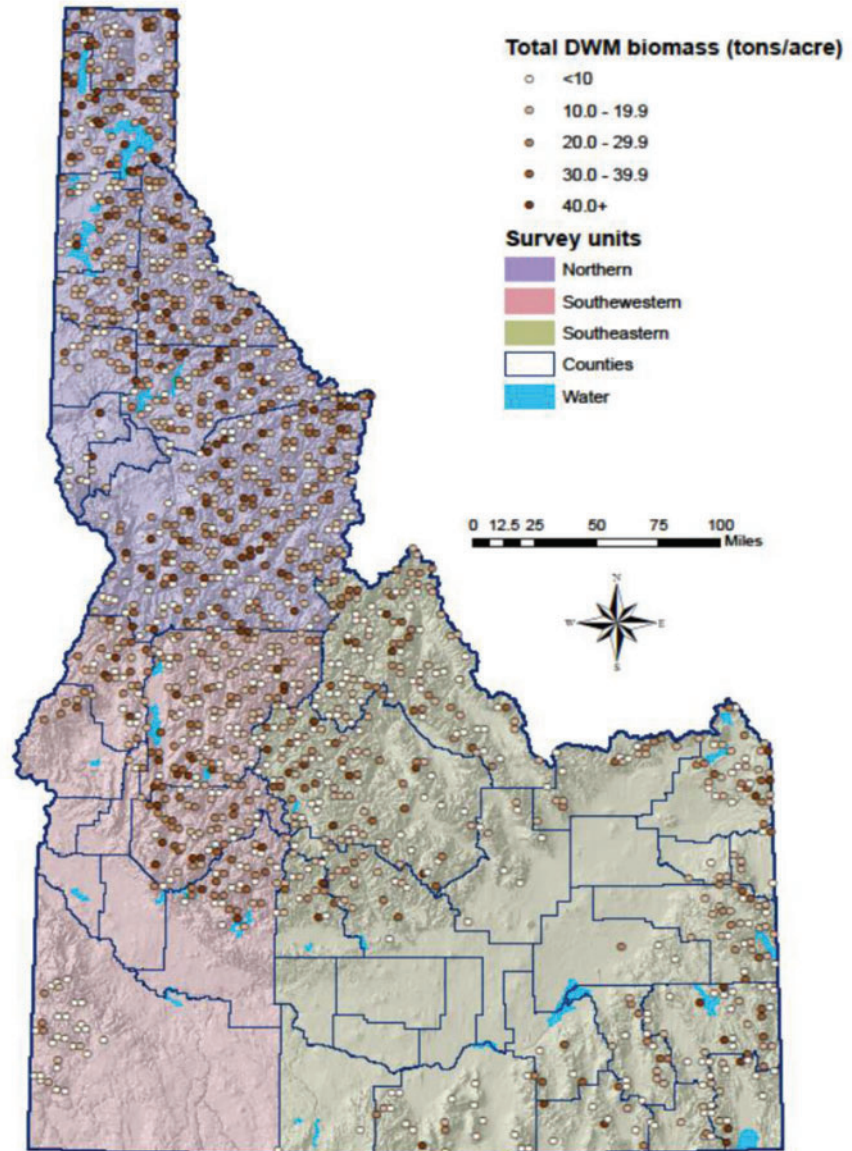 Total DWM biomass (tons/acre)
<10
10.0 - 19.9
20.0 - 29.9
30.0 - 39.9
40.0+
Survey units
Northern
Southewestern
Southeastern
Counties
Water
0 12.5 25 50 75 100
Miles
N
W E
S